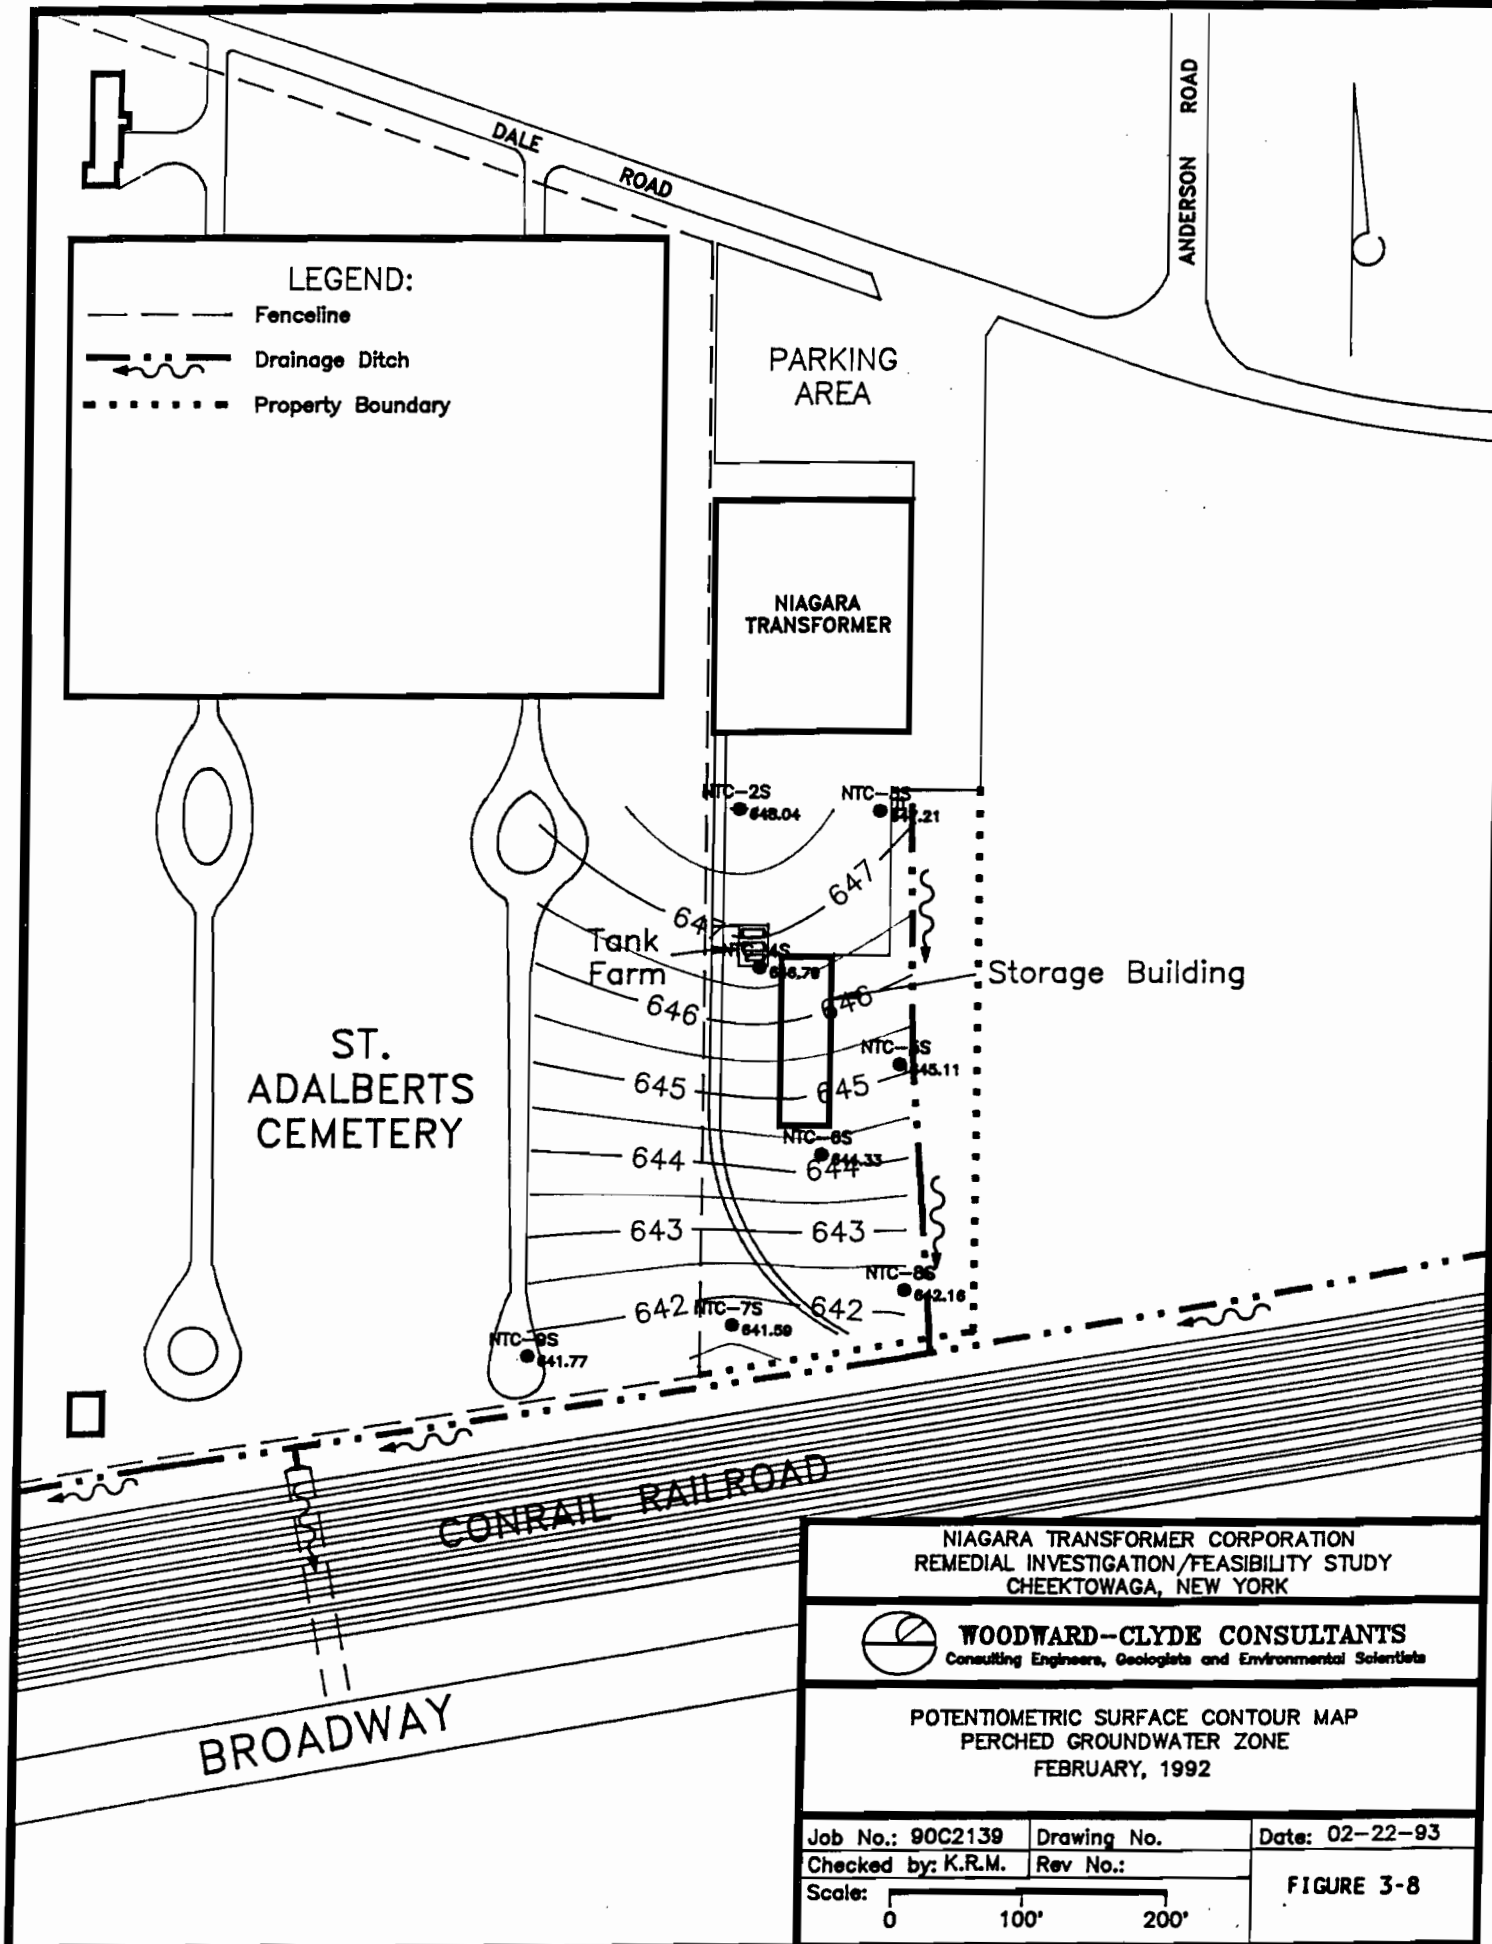 DALE
ROAD
ANDERSON ROAD
LEGEND:
Fenceline
Drainage Ditch
Property Boundary
PARKING
AREA
NIAGARA
TRANSFORMER
NTC-2S
648.04
647.21
647
Tank
Farm
Storage Building
646
646
ST.
ADALBERTS
CEMETERY
645.11
645
645
NTC-6S
644.33
644
644
643
643
NTC-8S
642.16
642
NTC-7S
642
641.59
NTC-9S
641.77
CONRAIL RAILROAD
BROADWAY
NIAGARA TRANSFORMER CORPORATION
REMEDIAL INVESTIGATION/FEASIBILITY STUDY
CHEEKTOWAGA, NEW YORK
WOODWARD-CLYDE CONSULTANTS
Consulting Engineers, Geologists and Environmental Scientists
POTENTIOMETRIC SURFACE CONTOUR MAP
PERCHED GROUNDWATER ZONE
FEBRUARY, 1992
Job No.: 90C2139
Drawing No.
Date: 02-22-93
Checked by: K.R.M.
Rev No.:
FIGURE 3-8
Scale:
0 100' 200'